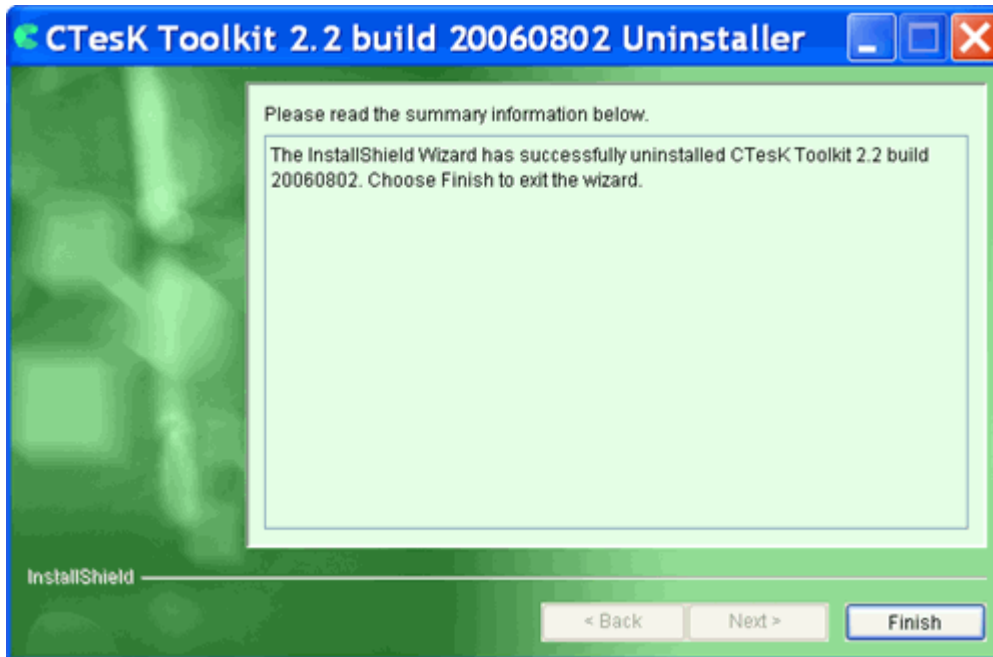 CTesK Toolkit 2.2 build 20060802 Uninstaller
Please read the summary information below.
The InstallShield Wizard has successfully uninstalled CTesK Toolkit 2.2 build
20060802. Choose Finish to exit the wizard.
InstallShield
< Back Next > Finish